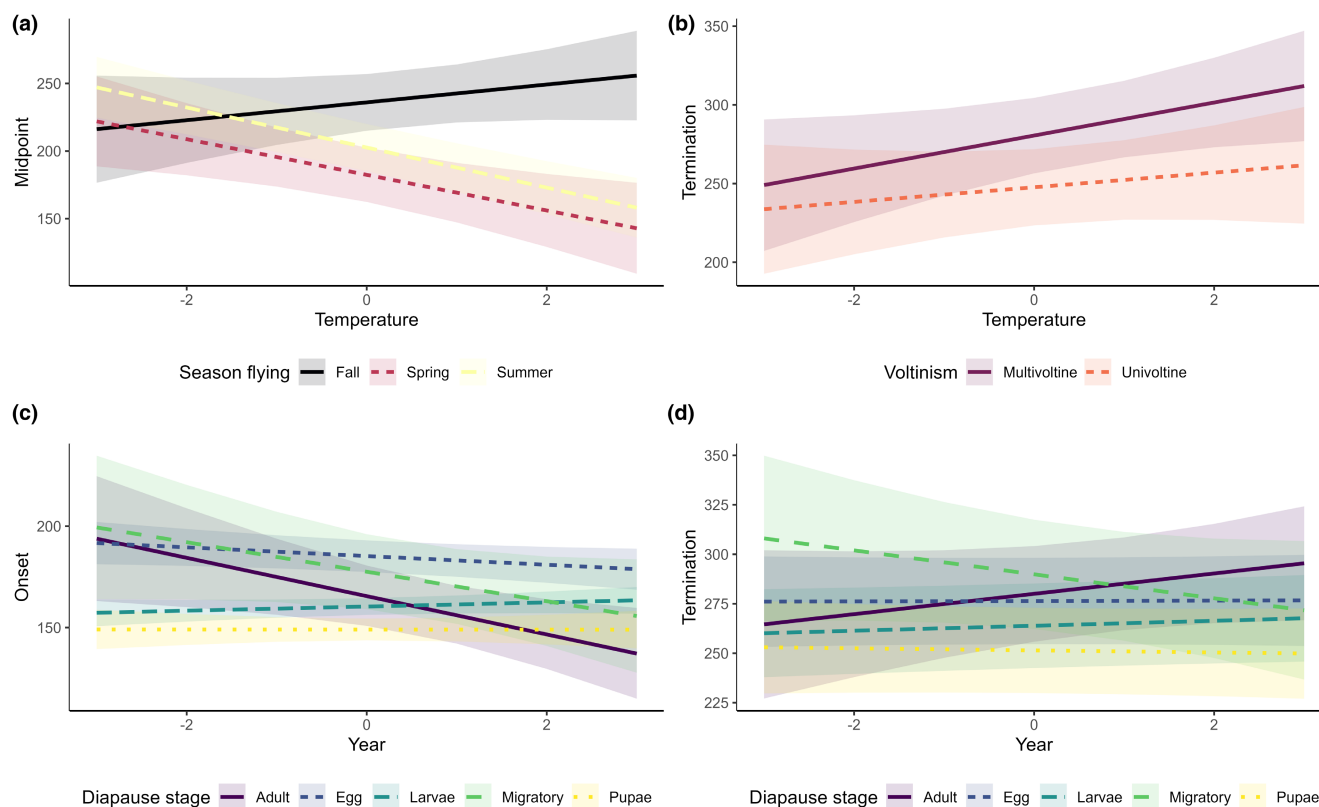 (a)
Midpoint
250
200
150
-2
0
2
Temperature
Season flying Fall Spring Summer
(b)
Termination
350
300
250
200
-2
0
2
Temperature
Voltinism Multivoltine Univoltine
(c)
Onset
200
150
-2
0
2
Year
Diapause stage Adult Egg Larvae Migratory Pupae
(d)
Termination
350
325
300
275
250
225
-2
0
2
Year
Diapause stage Adult Egg Larvae Migratory Pupae